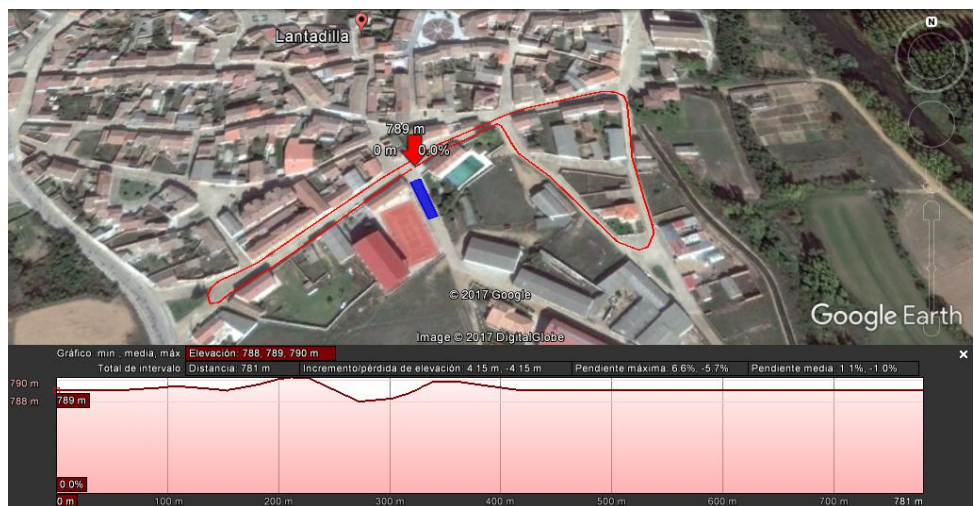 N
Lantadilla
789 m
0 m 0.0%
© 2017 Google
Image © 2017 DigitalGlobe
Google Earth
Gráfico: min., media, máx. Elevación: 788, 789, 790 m
Total de intervalo: Distancia: 781 m Incremento/pérdida de elevación: 4.15 m, -4.15 m Pendiente máxima: 6.6%, -5.7% Pendiente media: 1.1%, -1.0%
790 m
788 m
789 m
0.0%
0 m 100 m 200 m 300 m 400 m 500 m 600 m 700 m 781 m